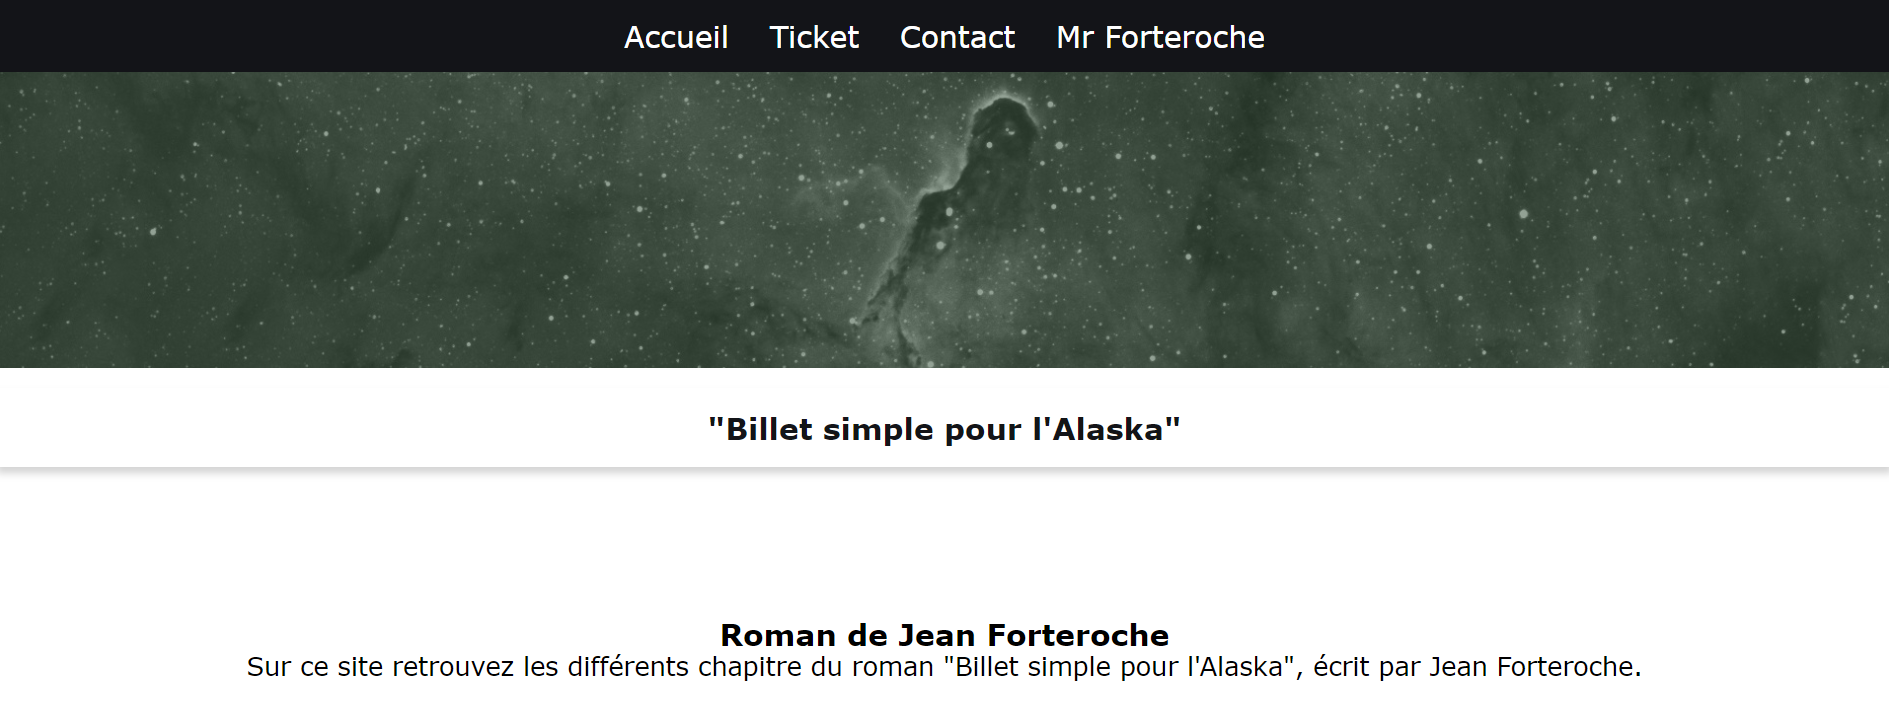 Accueil Ticket Contact Mr Forteroche
"Billet simple pour l'Alaska"
Roman de Jean Forteroche
Sur ce site retrouvez les différents chapitre du roman "Billet simple pour l'Alaska", écrit par Jean Forteroche.